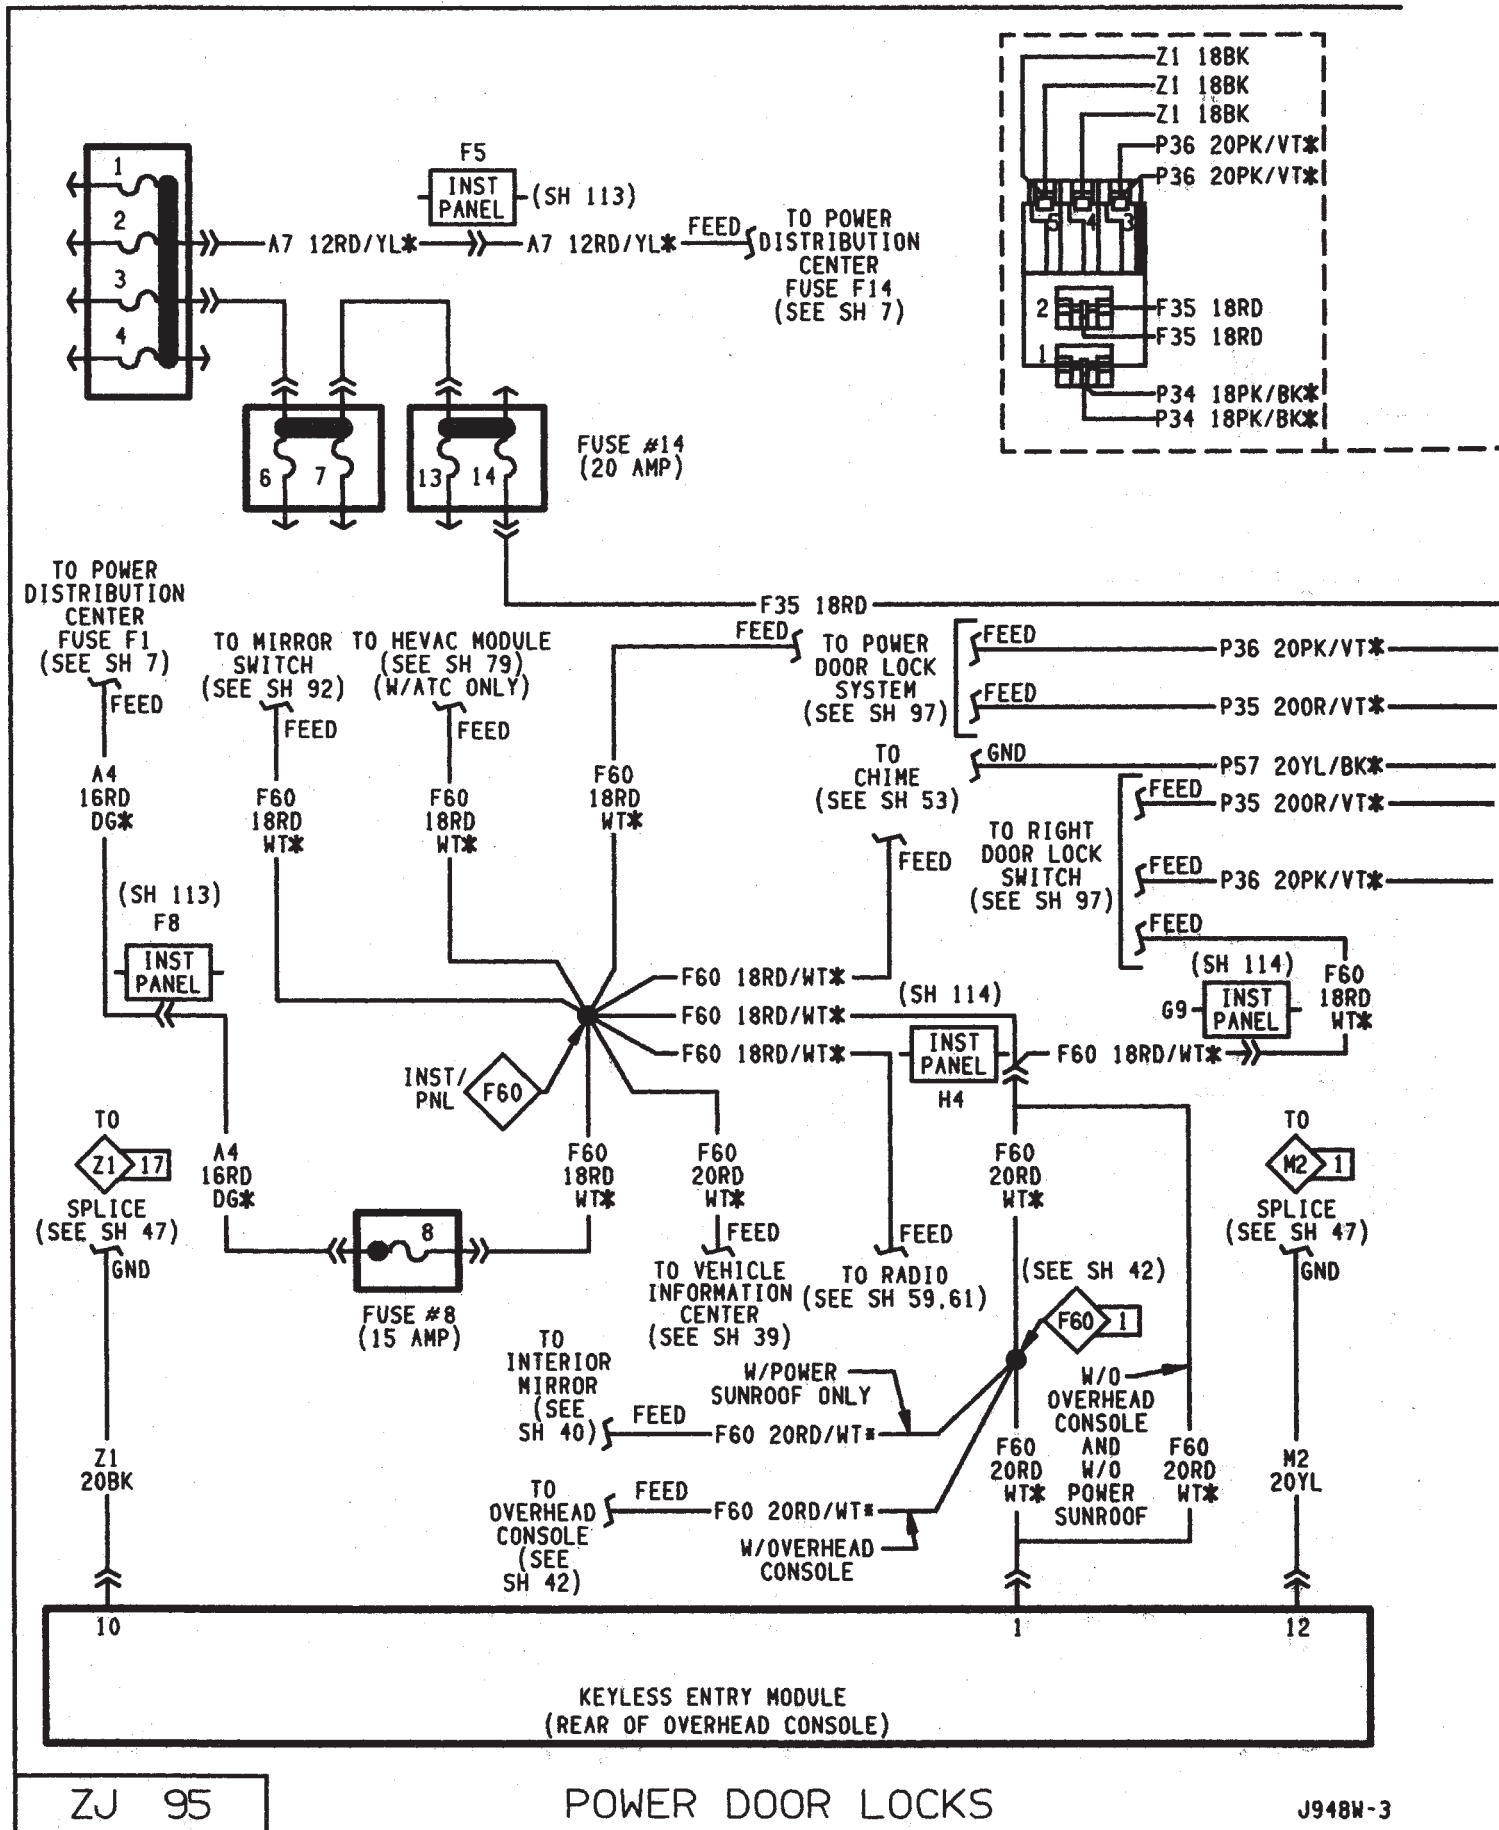 Z1 18BK
Z1 18BK
Z1 18BK
P36 20PK/VT*
P36 20PK/VT*
5 4 3
2
F35 18RD
F35 18RD
1
P34 18PK/BK*
P34 18PK/BK*
1
2
3
4
F5
INST
PANEL
(SH 113)
A7 12RD/YL*
A7 12RD/YL*
FEED
TO POWER
DISTRIBUTION
CENTER
FUSE F14
(SEE SH 7)
6 7
13 14
FUSE #14
(20 AMP)
F35 18RD
TO POWER
DISTRIBUTION
CENTER
FUSE F1
(SEE SH 7)
FEED
TO MIRROR
SWITCH
(SEE SH 92)
FEED
TO HEVAC MODULE
(SEE SH 79)
(W/ATC ONLY)
FEED
FEED
TO POWER
DOOR LOCK
SYSTEM
(SEE SH 97)
FEED
P36 20PK/VT*
FEED
P35 20OR/VT*
TO
CHIME
(SEE SH 53)
GND
P57 20YL/BK*
FEED
FEED
P35 20OR/VT*
TO RIGHT
DOOR LOCK
SWITCH
(SEE SH 97)
FEED
P36 20PK/VT*
FEED
A4
16RD
DG*
F60
18RD
WT*
F60
18RD
WT*
F60
18RD
WT*
(SH 113)
F8
INST
PANEL
F60 18RD/WT*
F60 18RD/WT*
F60 18RD/WT*
(SH 114)
INST
PANEL
H4
(SH 114)
G9
INST
PANEL
F60
18RD
WT*
F60 18RD/WT*
INST/
PNL
F60
TO
Z1 17
SPLICE
(SEE SH 47)
GND
A4
16RD
DG*
F60
18RD
WT*
F60
20RD
WT*
F60
20RD
WT*
TO
M2 1
SPLICE
(SEE SH 47)
GND
8
FUSE #8
(15 AMP)
FEED
TO VEHICLE
INFORMATION
CENTER
(SEE SH 39)
FEED
TO RADIO
(SEE SH 59,61)
(SEE SH 42)
F60 1
TO
INTERIOR
MIRROR
(SEE
SH 40)
FEED
F60 20RD/WT*
W/POWER
SUNROOF ONLY
W/O
OVERHEAD
CONSOLE
AND
W/O
POWER
SUNROOF
TO
OVERHEAD
CONSOLE
(SEE
SH 42)
FEED
F60 20RD/WT*
W/OVERHEAD
CONSOLE
Z1
20BK
F60
20RD
WT*
F60
20RD
WT*
M2
20YL
10 1 12
KEYLESS ENTRY MODULE
(REAR OF OVERHEAD CONSOLE)
ZJ 95
POWER DOOR LOCKS
J948W-3